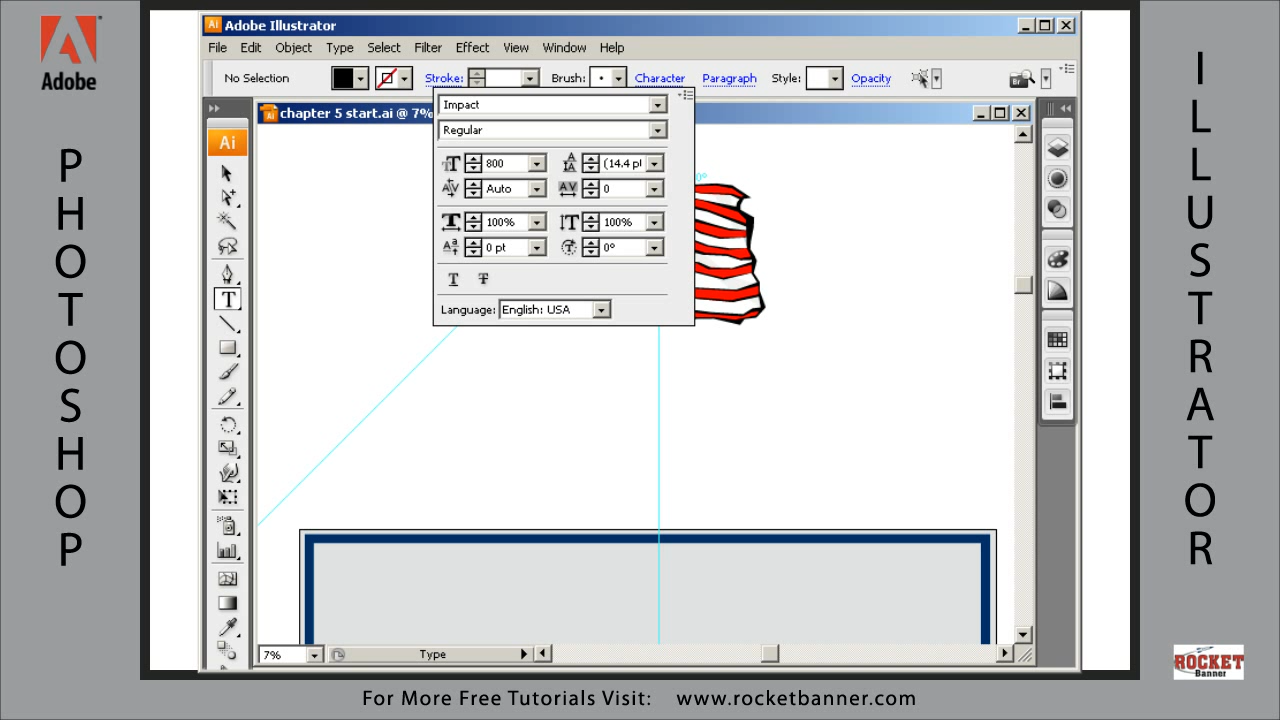 Adobe
PHOTOSHOP
ILLUSTRATOR
Ai Adobe Illustrator
File Edit Object Type Select Filter Effect View Window Help
No Selection Stroke: Brush: Character Paragraph Style: Opacity
chapter 5 start.ai @ 7%
Impact
Regular
800 (14.4 pt
Auto 0
100% 100%
0 pt 0°
Language: English: USA
Ai
7% Type
ROCKET
Banner
For More Free Tutorials Visit: www.rocketbanner.com